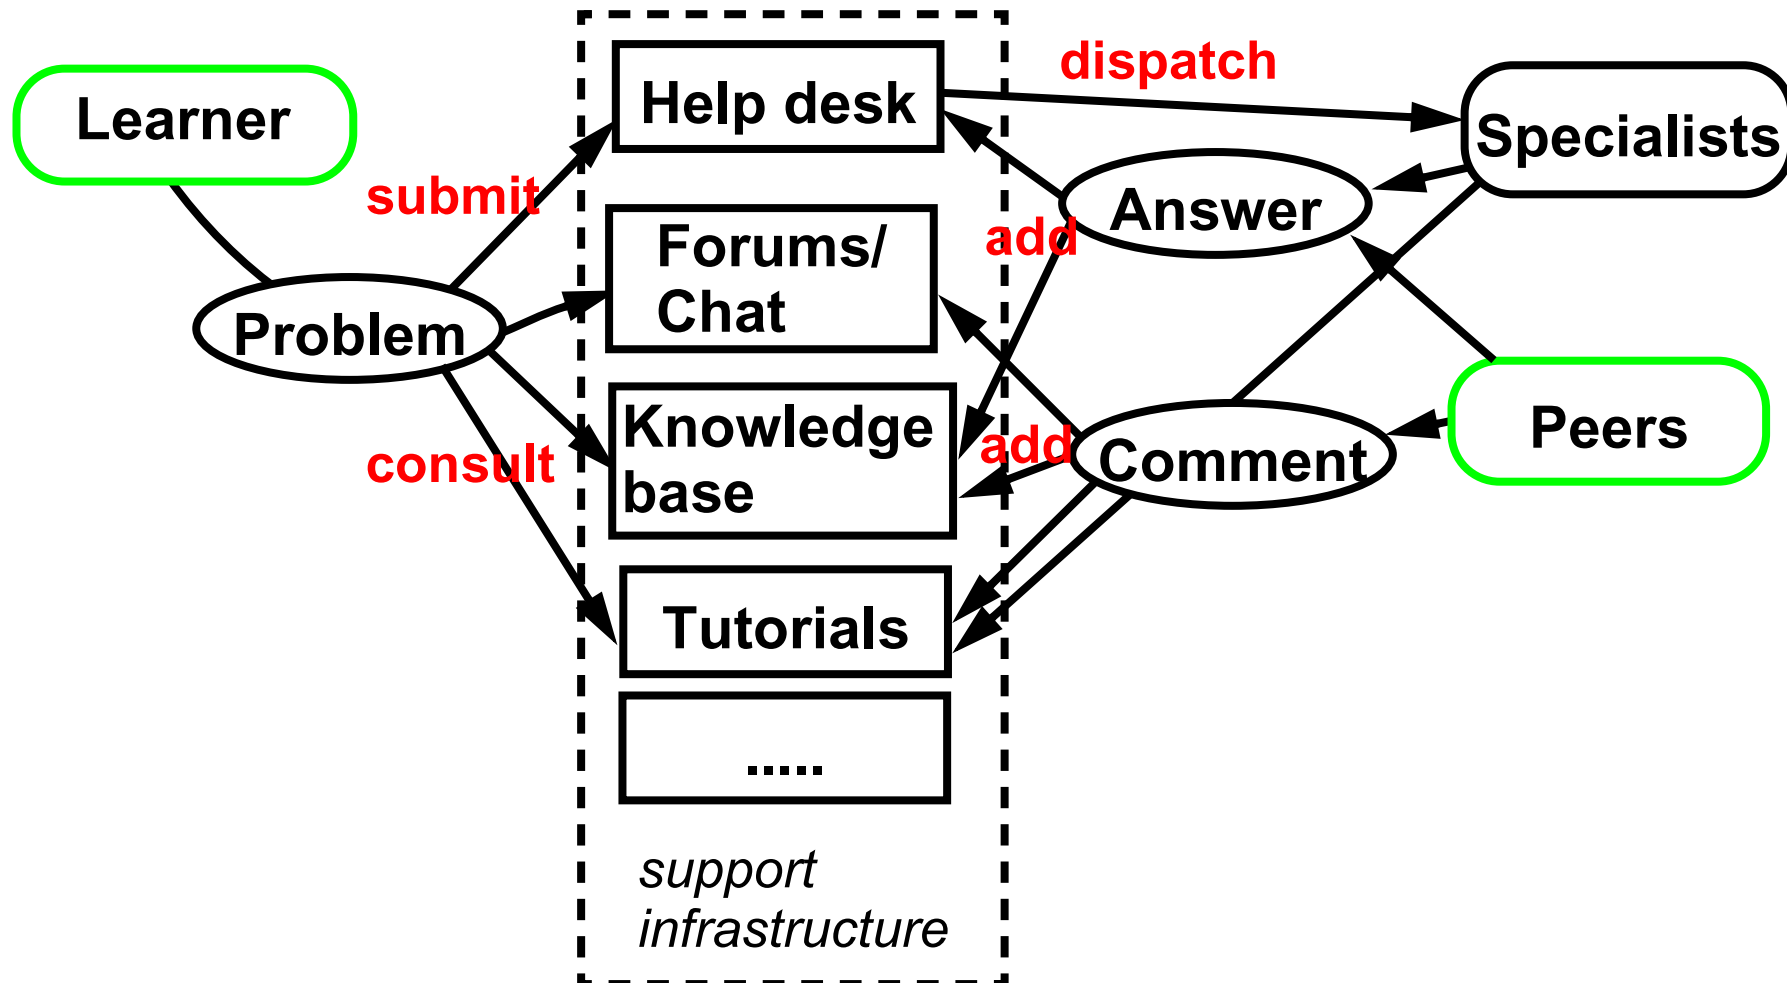 Learner
Problem
submit
consult
Help desk
Forums/
Chat
Knowledge
base
Tutorials
.....
support
infrastructure
dispatch
add
add
Answer
Comment
Specialists
Peers